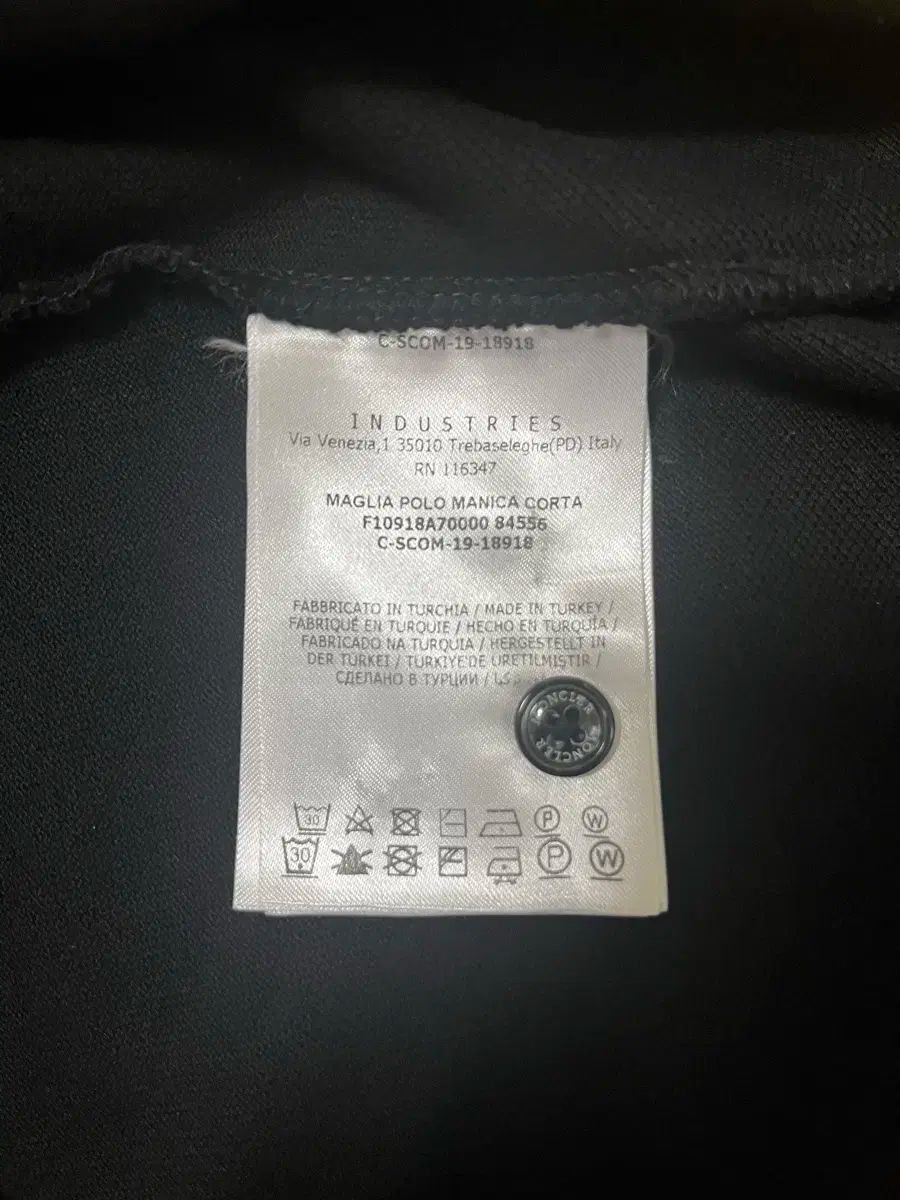 C-SCOM-19-18918
INDUSTRIES
Via Venezia,1 35010 Trebaseleghe(PD) Italy
RN 116347
MAGLIA POLO MANICA CORTA
F10918A70000 84556
C-SCOM-19-18918
FABBRICATO IN TURCHIA / MADE IN TURKEY /
FABRIQUÉ EN TURQUIE / HECHO EN TURQUÍA /
FABRICADO NA TURQUIA / HERGESTELLT IN
DER TÜRKEI / TÜRKİYE'DE ÜRETİLMİŞTİR /
СДЕЛАНО В ТУРЦИИ /
MONCLER
MONCLER
30 P W
30 P W